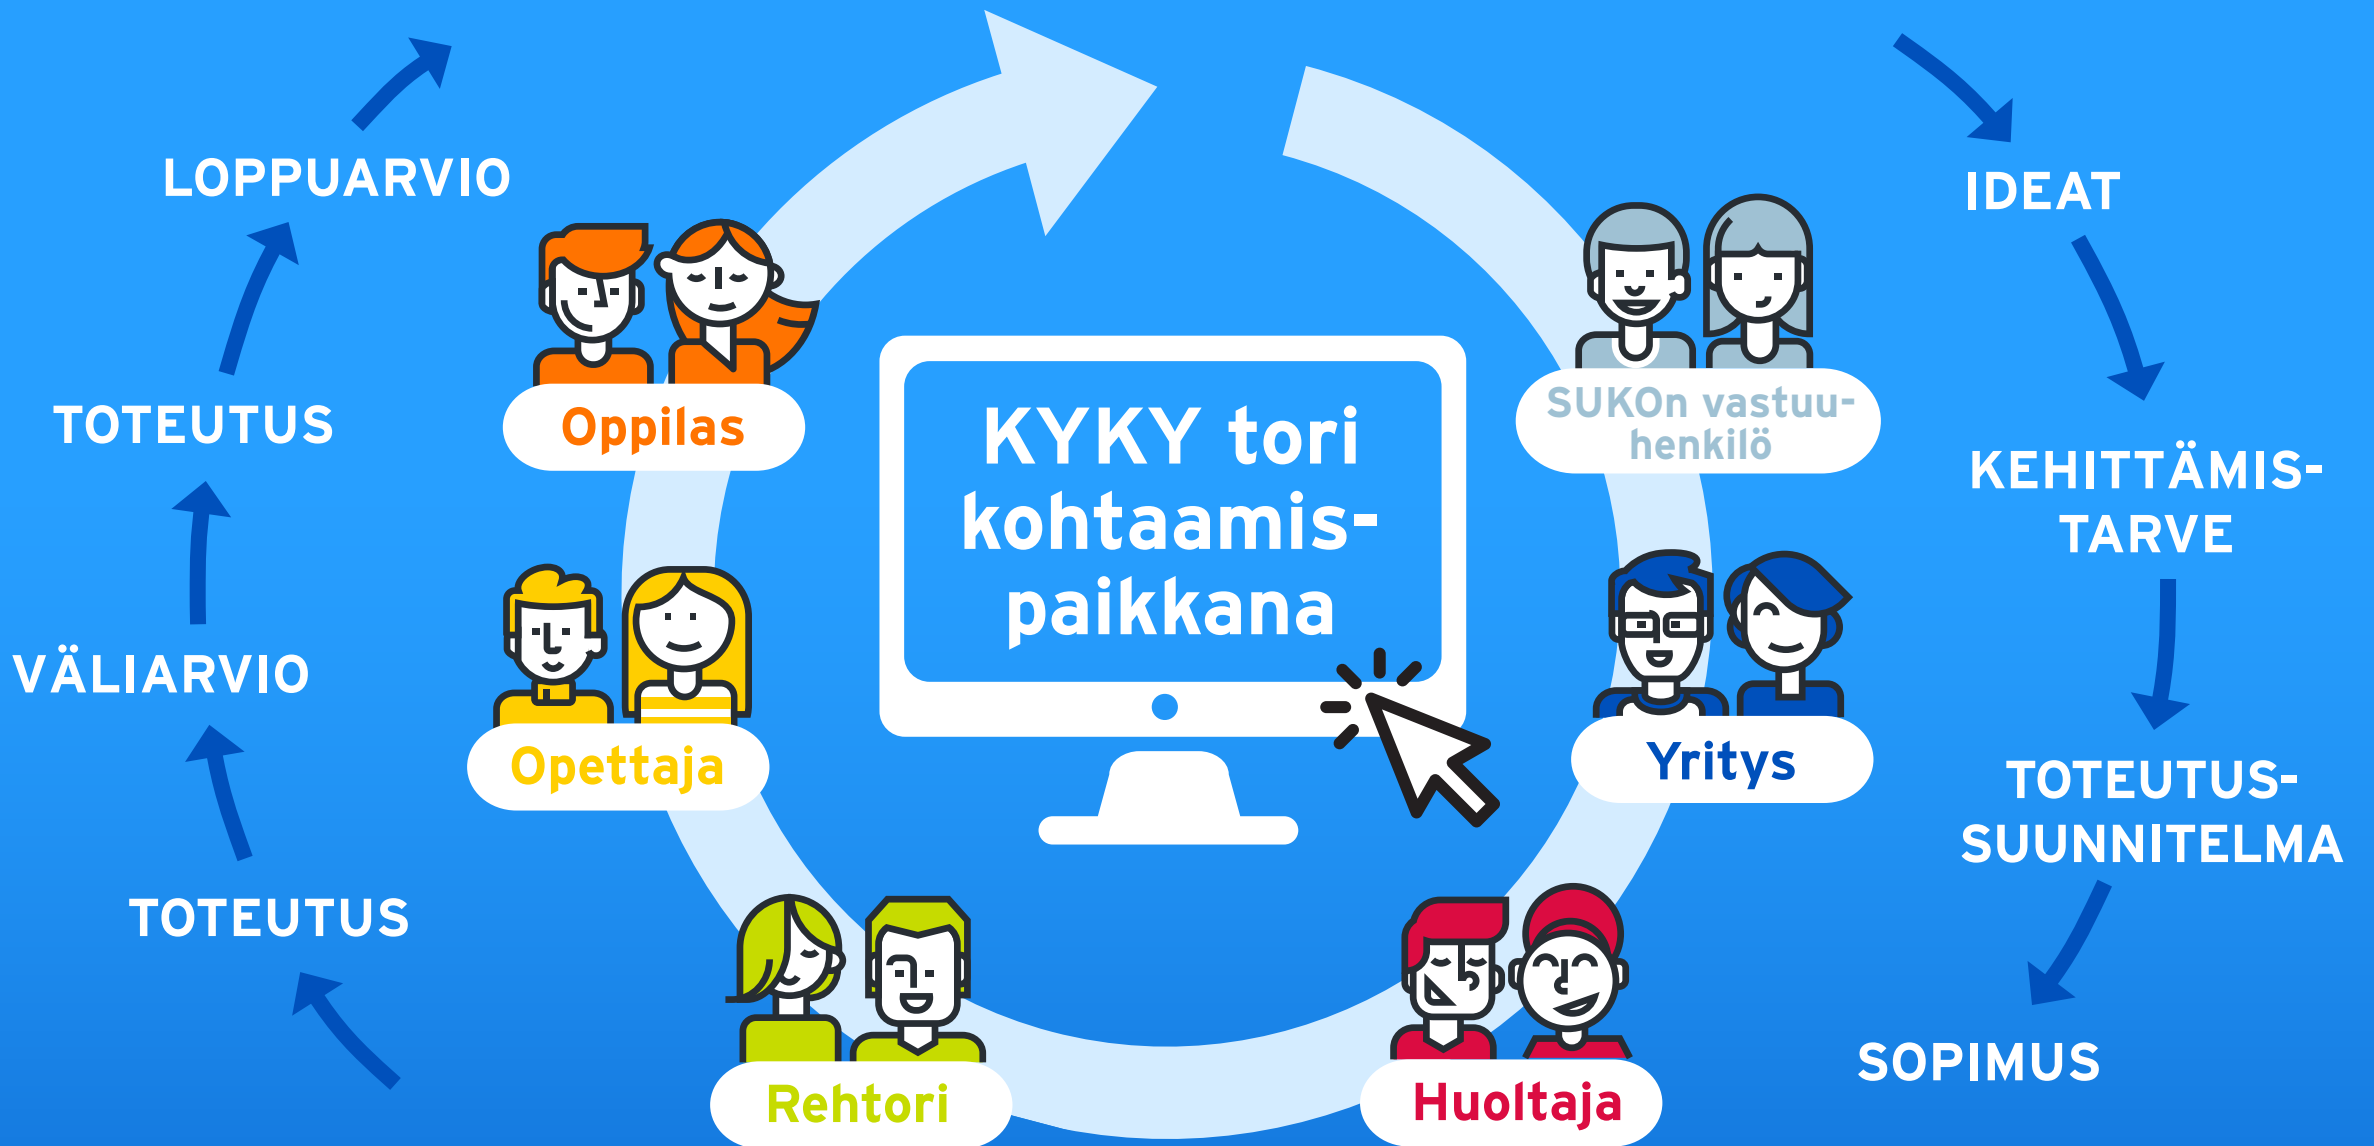 KYKY tori
kohtaamis-
paikkana
IDEAT
KEHITTÄMIS-
TARVE
TOTEUTUS-
SUUNNITELMA
SOPIMUS
TOTEUTUS
VÄLIARVIO
TOTEUTUS
LOPPUARVIO
SUKOn vastuu-
henkilö
Yritys
Huoltaja
Rehtori
Opettaja
Oppilas